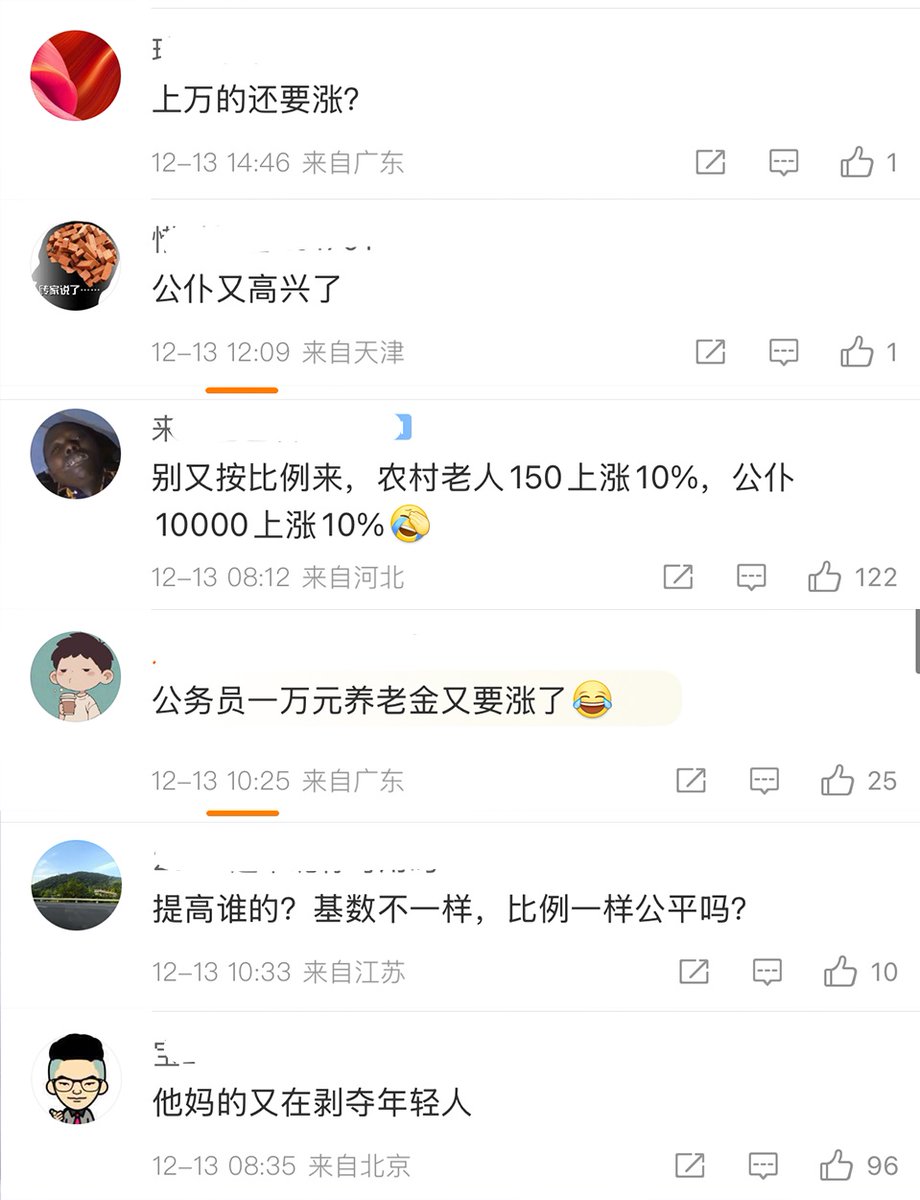 上万的还要涨?
12-13 14:46 来自广东
1
专家说了……
公仆又高兴了
12-13 12:09 来自天津
1
来
别又按比例来，农村老人150上涨10%，公仆
10000上涨10%
12-13 08:12 来自河北
122
公务员一万元养老金又要涨了
12-13 10:25 来自广东
25
提高谁的？基数不一样，比例一样公平吗？
12-13 10:33 来自江苏
10
他妈的又在剥夺年轻人
12-13 08:35 来自北京
96